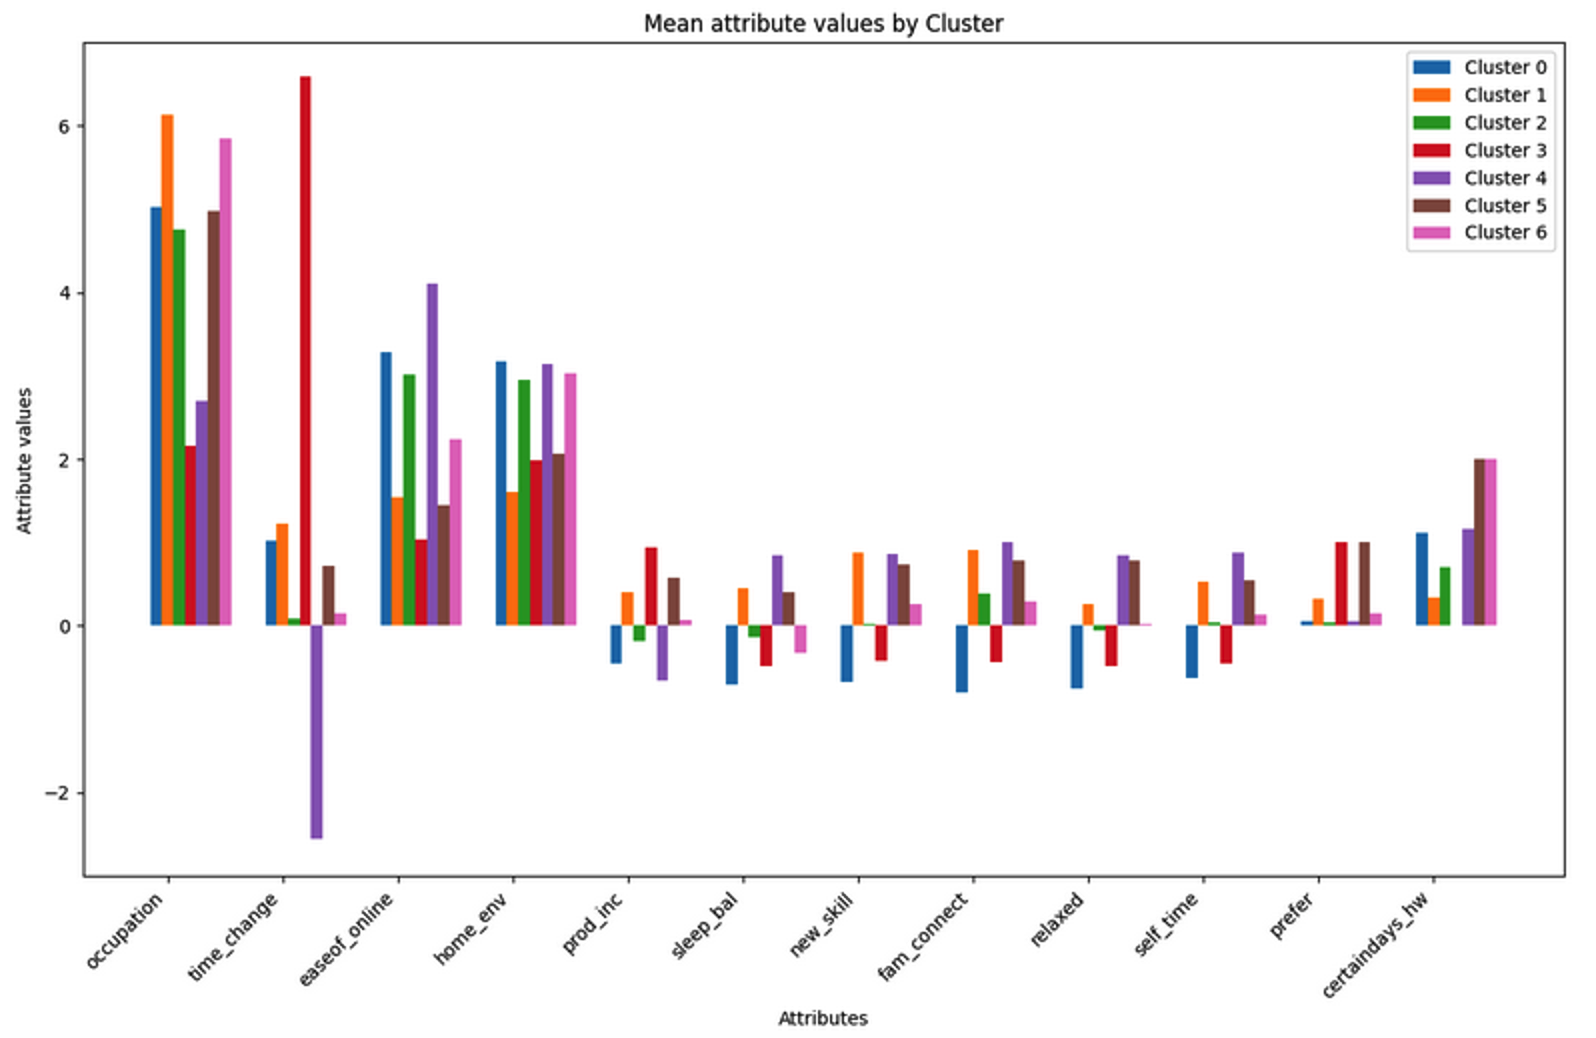 Mean attribute values by Cluster
Cluster 0
Cluster 1
Cluster 2
Cluster 3
Cluster 4
Cluster 5
Cluster 6
Attribute values
6
4
2
0
−2
occupation
time_change
easeof_online
home_env
prod_inc
sleep_bal
new_skill
fam_connect
relaxed
self_time
prefer
certaindays_hw
Attributes